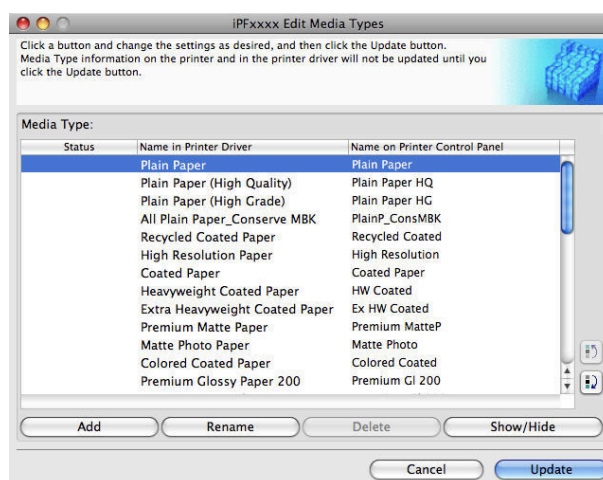 iPFxxxx Edit Media Types
Click a button and change the settings as desired, and then click the Update button.
Media Type information on the printer and in the printer driver will not be updated until you
click the Update button.
Media Type:
Status Name in Printer Driver Name on Printer Control Panel
Plain Paper Plain Paper
Plain Paper (High Quality) Plain Paper HQ
Plain Paper (High Grade) Plain Paper HG
All Plain Paper_Conserve MBK PlainP_ConsMBK
Recycled Coated Paper Recycled Coated
High Resolution Paper High Resolution
Coated Paper Coated Paper
Heavyweight Coated Paper HW Coated
Extra Heavyweight Coated Paper Ex HW Coated
Premium Matte Paper Premium MatteP
Matte Photo Paper Matte Photo
Colored Coated Paper Colored Coated
Premium Glossy Paper 200 Premium Gl 200
Add Rename Delete Show/Hide
Cancel Update